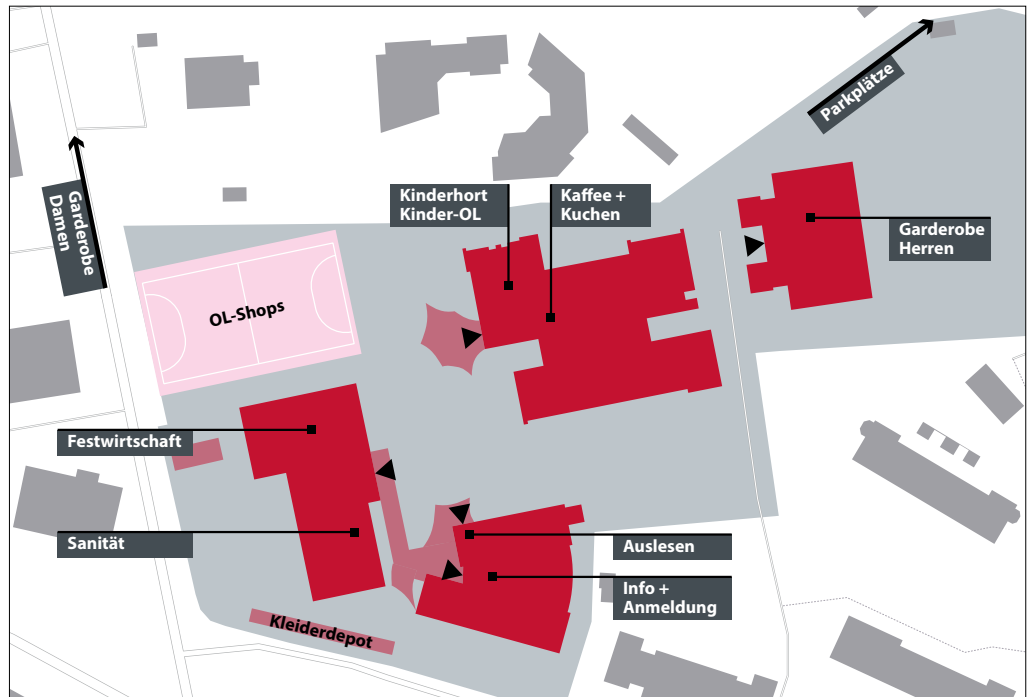 Parkplätze
Garderobe
Damen
Kinderhort
Kinder-OL
Kaffee +
Kuchen
Garderobe
Herren
OL-Shops
Festwirtschaft
Sanität
Auslesen
Info +
Anmeldung
Kleiderdepot